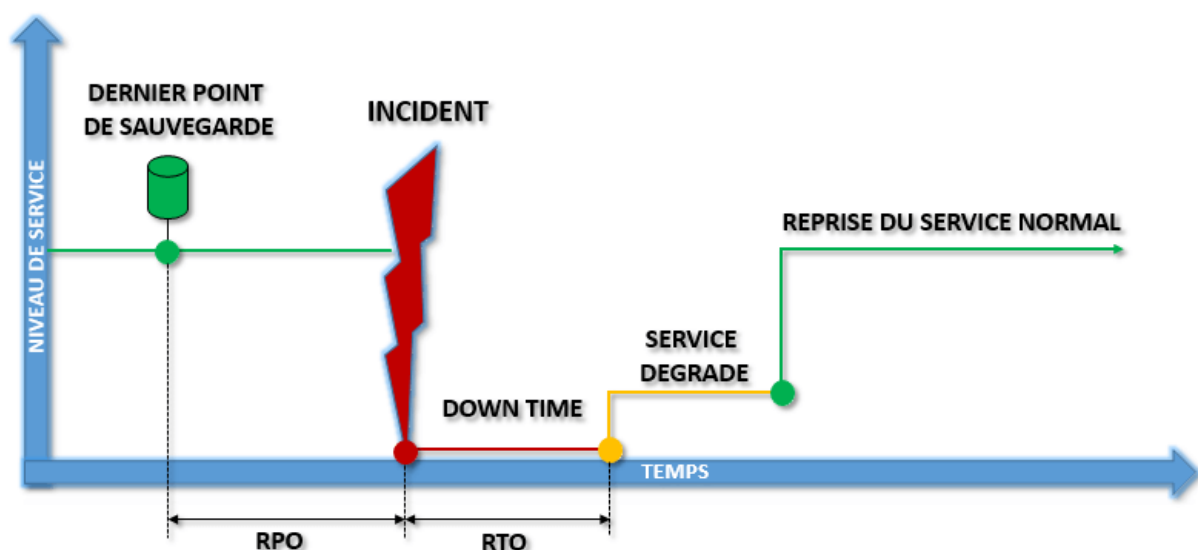 DERNIER POINT
DE SAUVEGARDE
INCIDENT
NIVEAU DE SERVICE
REPRISE DU SERVICE NORMAL
SERVICE
DEGRADE
DOWN TIME
TEMPS
RPO
RTO